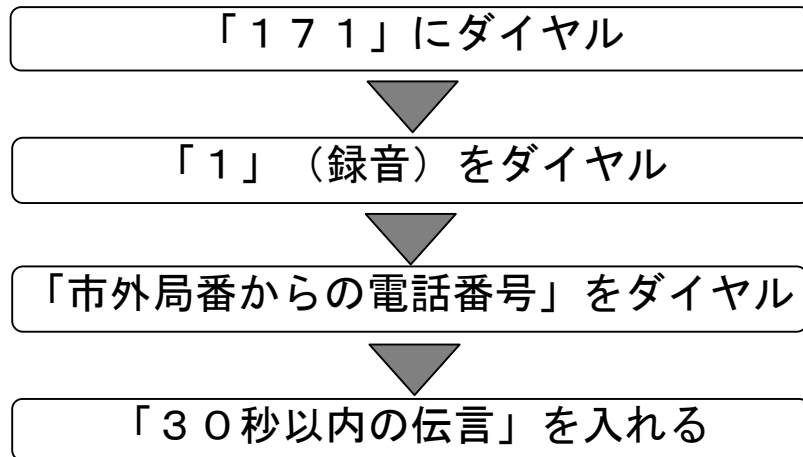 「１７１」にダイヤル
「１」（録音）をダイヤル
「市外局番からの電話番号」をダイヤル
「３０秒以内の伝言」を入れる